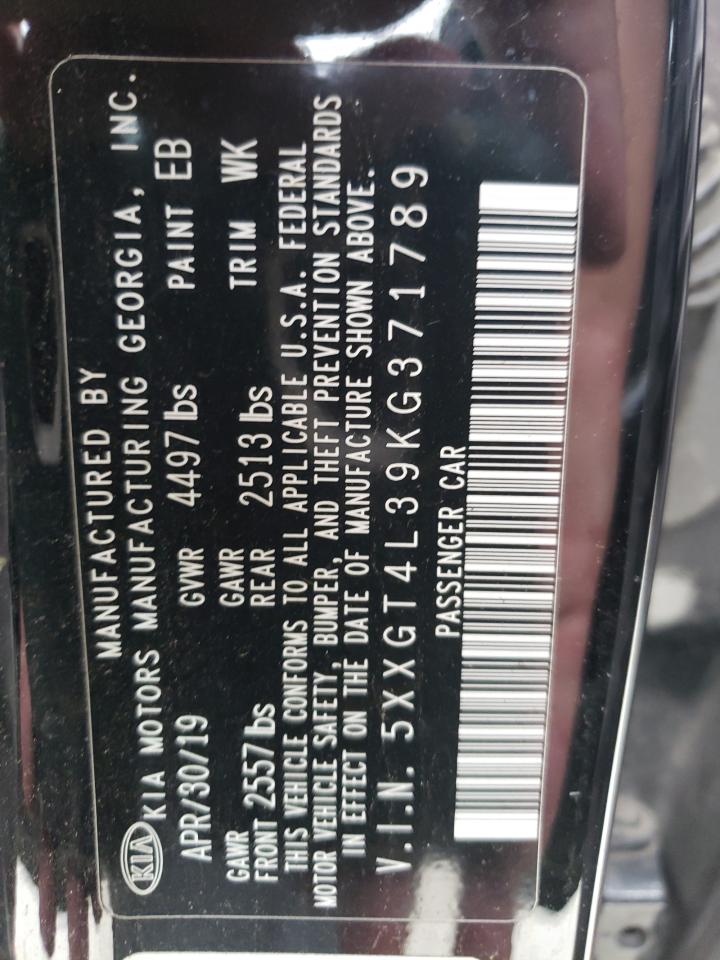 MANUFACTURED BY
KIA KIA MOTORS MANUFACTURING GEORGIA, INC.
APR/30/19 GVWR 4497 lbs PAINT EB
GAWR FRONT 2557 lbs GAWR REAR 2513 lbs TRIM WK
THIS VEHICLE CONFORMS TO ALL APPLICABLE U.S.A. FEDERAL
MOTOR VEHICLE SAFETY, BUMPER, AND THEFT PREVENTION STANDARDS
IN EFFECT ON THE DATE OF MANUFACTURE SHOWN ABOVE.
V.I.N. 5XXGT4L39KG371789
PASSENGER CAR